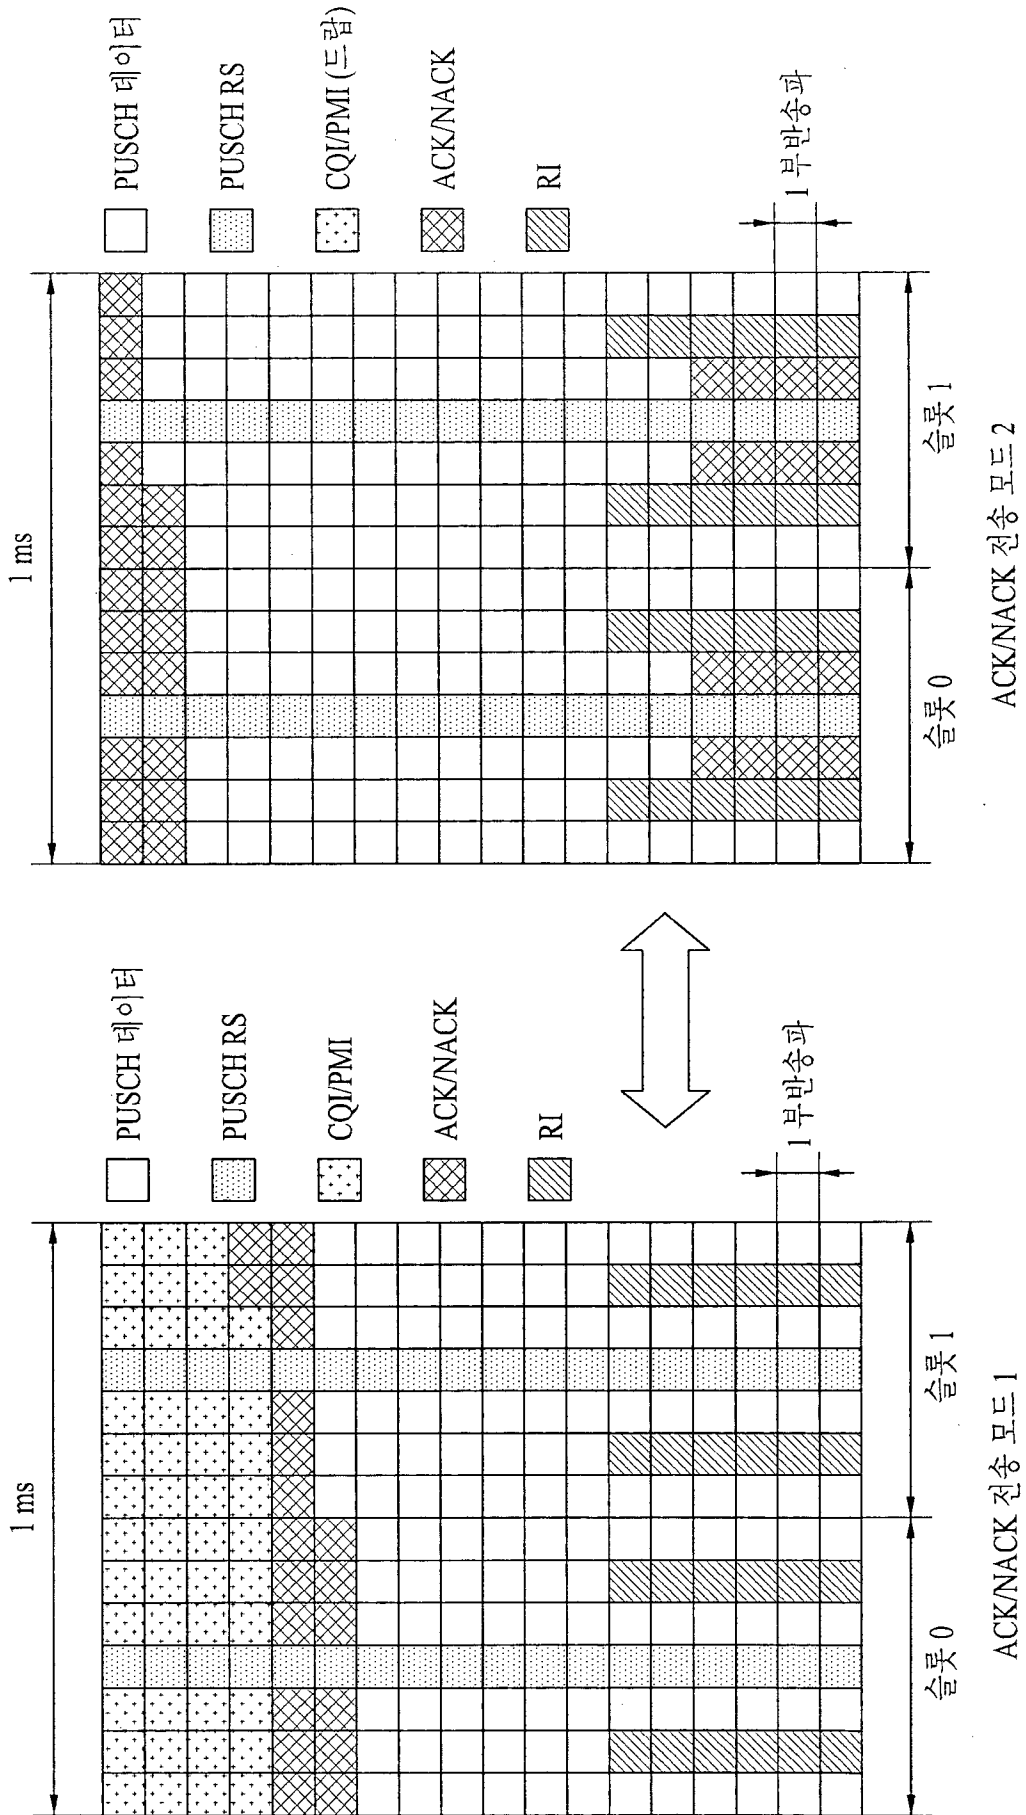 1 ms
PUSCH 데이터
PUSCH RS
CQI/PMI
ACK/NACK
RI
1 부반송파
슬롯 0
슬롯 1
ACK/NACK 전송 모드 1
1 ms
PUSCH 데이터
PUSCH RS
CQI/PMI (드랍)
ACK/NACK
RI
1 부반송파
슬롯 0
슬롯 1
ACK/NACK 전송 모드 2